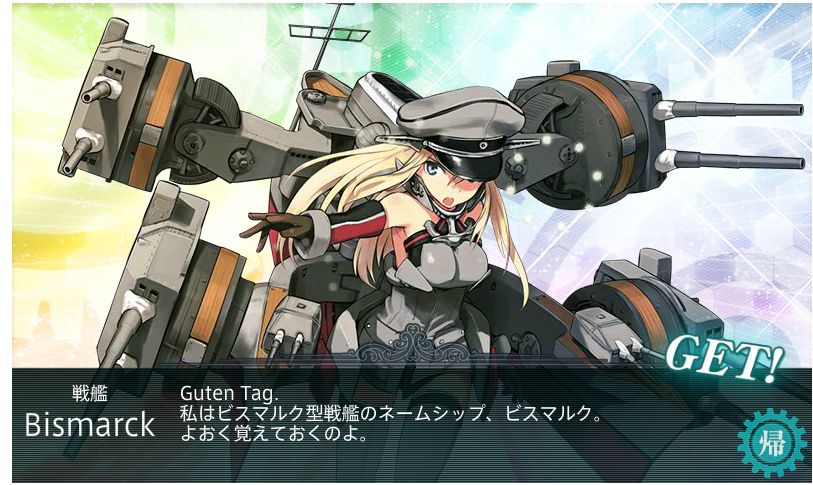 GET!
戦艦
Bismarck
Guten Tag.
私はビスマルク型戦艦のネームシップ、ビスマルク。
よおく覚えておくのよ。
帰